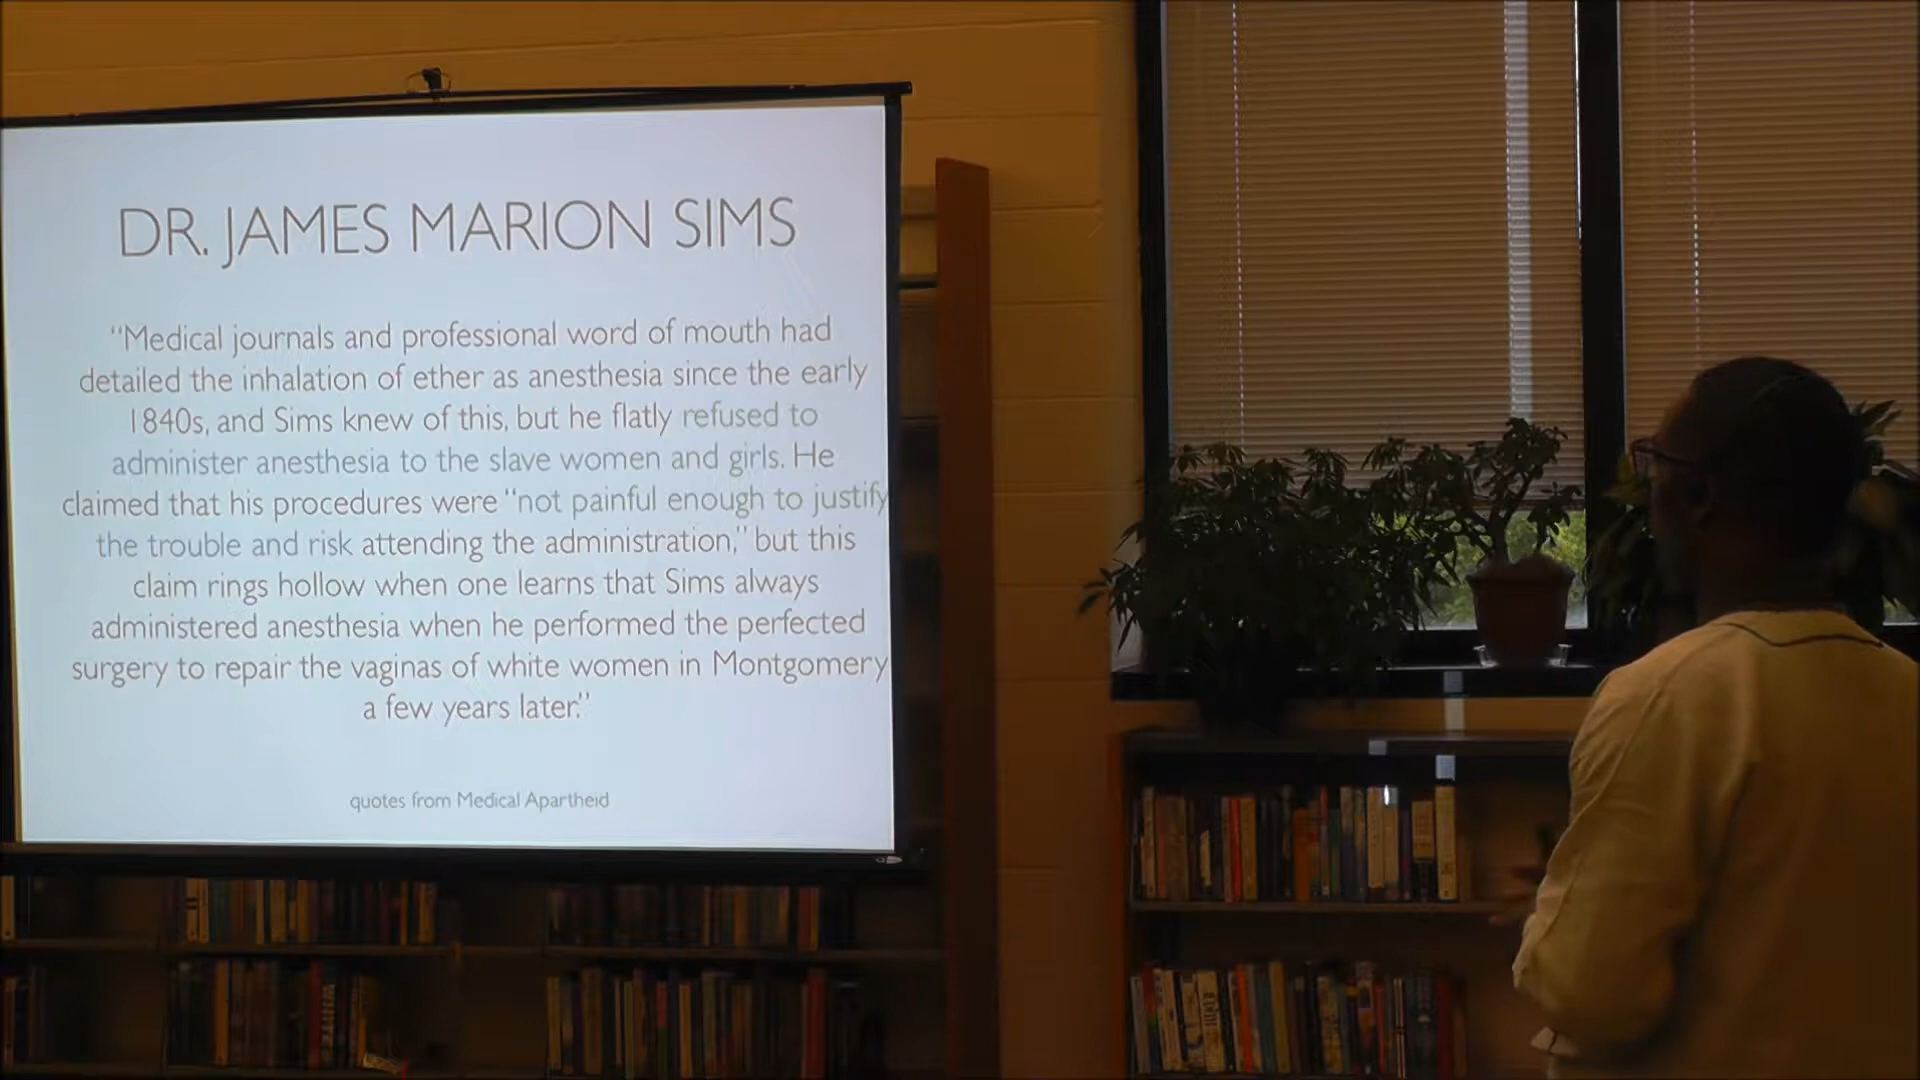 DR. JAMES MARION SIMS
“Medical journals and professional word of mouth had
detailed the inhalation of ether as anesthesia since the early
1840s, and Sims knew of this, but he flatly refused to
administer anesthesia to the slave women and girls. He
claimed that his procedures were “not painful enough to justify
the trouble and risk attending the administration,” but this
claim rings hollow when one learns that Sims always
administered anesthesia when he performed the perfected
surgery to repair the vaginas of white women in Montgomery
a few years later.”
quotes from Medical Apartheid
WHITE